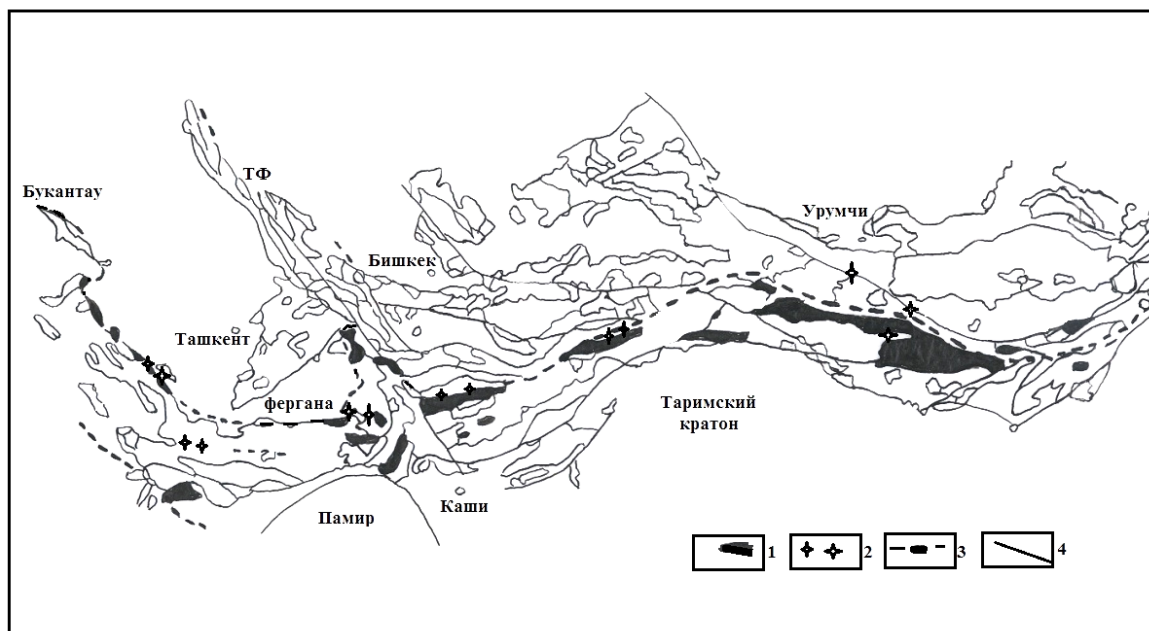 Букантау
ТФ
Урумчи
Бишкек
Ташкент
фергана
Таримский
кратон
Каши
Памир
1
2
3
4